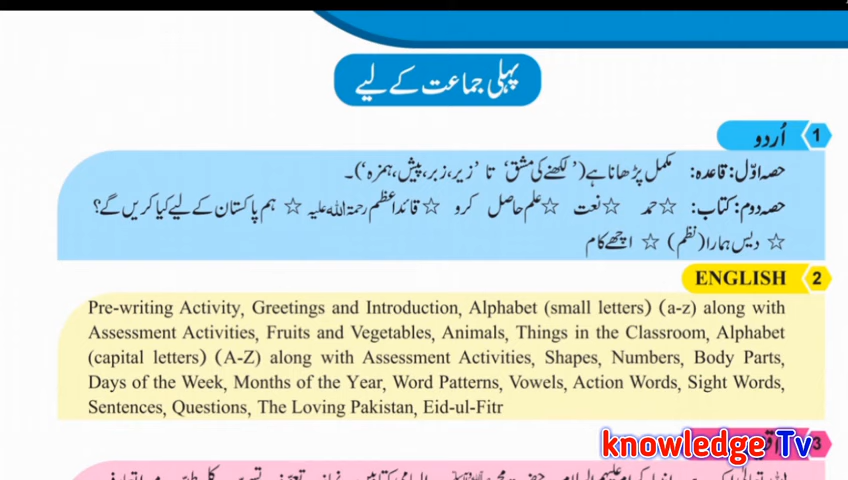 پہلی جماعت کے لیے
1 اُردو
حصہ اوّل: قاعدہ: مکمل پڑھانا ہے (’لکھنے کی مشق‘ تا ’زیر، زبر، پیش، ہمزہ‘)۔
حصہ دوم: کتاب: ☆ حمد ☆ نعت ☆ علم حاصل کرو ☆ قائداعظم رحمۃ اللہ علیہ ☆ ہم پاکستان کے لیے کیا کریں گے؟
☆ دیس ہمارا (نظم) ☆ اچھے کام
ENGLISH 2
Pre-writing Activity, Greetings and Introduction, Alphabet (small letters) (a-z) along with
Assessment Activities, Fruits and Vegetables, Animals, Things in the Classroom, Alphabet
(capital letters) (A-Z) along with Assessment Activities, Shapes, Numbers, Body Parts,
Days of the Week, Months of the Year, Word Patterns, Vowels, Action Words, Sight Words,
Sentences, Questions, The Loving Pakistan, Eid-ul-Fitr
3
knowledge Tv